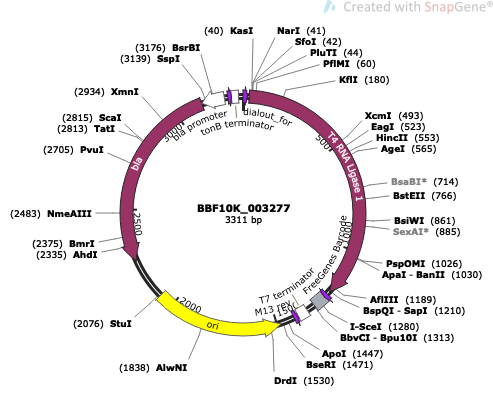 Created with SnapGene®
(40) KasI
NarI (41)
SfoI (42)
PluTI (44)
PflMI (60)
KflI (180)
XcmI (493)
EagI (523)
HincII (553)
AgeI (565)
BsaBI* (714)
BstEII (766)
BsiWI (861)
SexAI* (885)
PspOMI (1026)
ApaI - BanII (1030)
AflIII (1189)
BspQI - SapI (1210)
I-SceI (1280)
BbvCI - Bpu10I (1313)
ApoI (1447)
BseRI (1471)
DrdI (1530)
(1838) AlwNI
(2076) StuI
(2335) AhdI
(2375) BmrI
(2483) NmeAIII
(2705) PvuI
(2813) TatI
(2815) ScaI
(2934) XmnI
(3139) SspI
(3176) BsrBI
bla promoter
tonB terminator
dialout_for
T4 RNA Ligase 1
FreeGenes Barcode
T7 terminator
M13 rev
ori
bla
500
1000
2000
2500
3000
BBF10K_003277
3311 bp